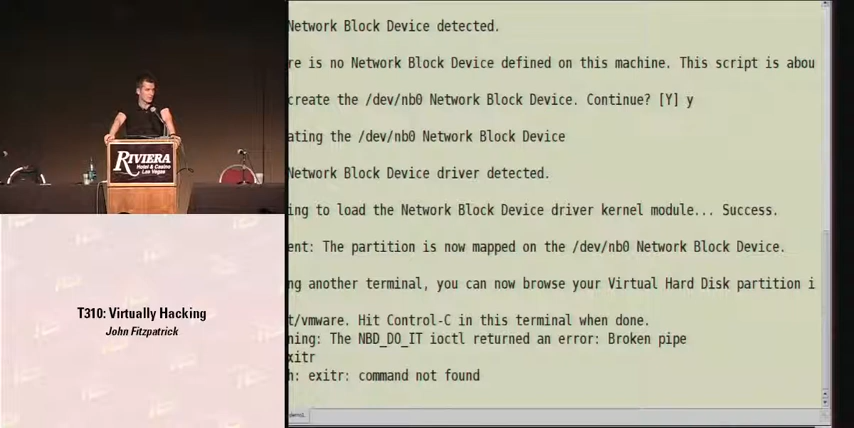 Network Block Device detected.
re is no Network Block Device defined on this machine. This script is abou
create the /dev/nb0 Network Block Device. Continue? [Y] y
ating the /dev/nb0 Network Block Device
Network Block Device driver detected.
ing to load the Network Block Device driver kernel module... Success.
ent: The partition is now mapped on the /dev/nb0 Network Block Device.
ng another terminal, you can now browse your Virtual Hard Disk partition i
t/vmware. Hit Control-C in this terminal when done.
ning: The NBD_DO_IT ioctl returned an error: Broken pipe
xitr
h: exitr: command not found
RIVIERA
Hotel & Casino
Las Vegas
T310: Virtually Hacking
John Fitzpatrick